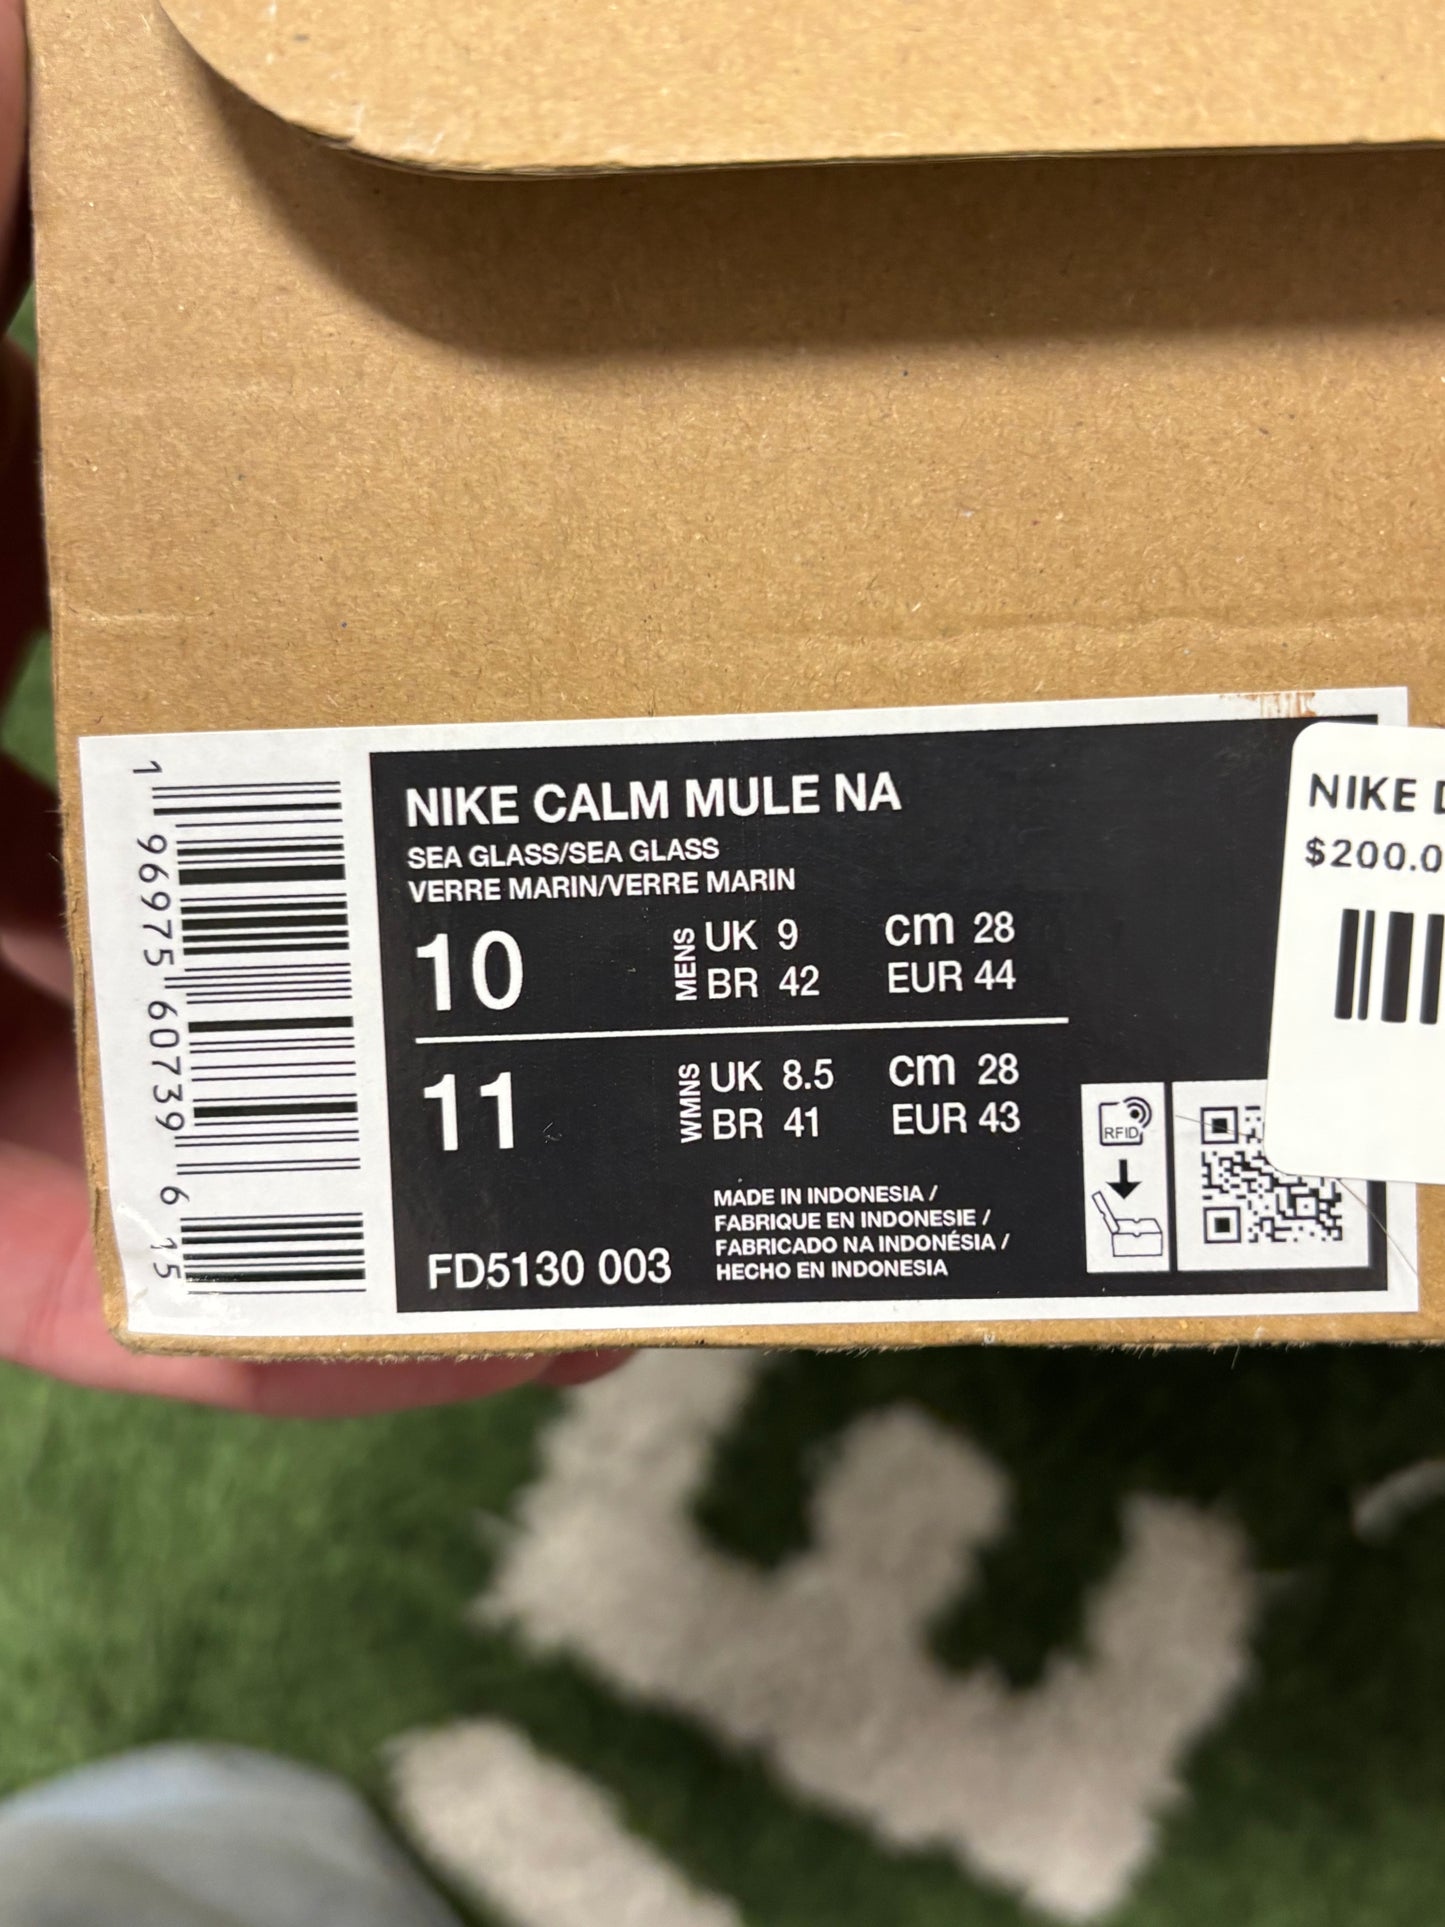 NIKE CALM MULE NA
SEA GLASS/SEA GLASS
VERRE MARIN/VERRE MARIN
10 MENS UK 9 cm 28
BR 42 EUR 44
11 WMNS UK 8.5 cm 28
BR 41 EUR 43
MADE IN INDONESIA /
FABRIQUE EN INDONESIE /
FABRICADO NA INDONÉSIA /
HECHO EN INDONESIA
FD5130 003
RFID
1 96975 60739 6 15
NIKE
$200.0